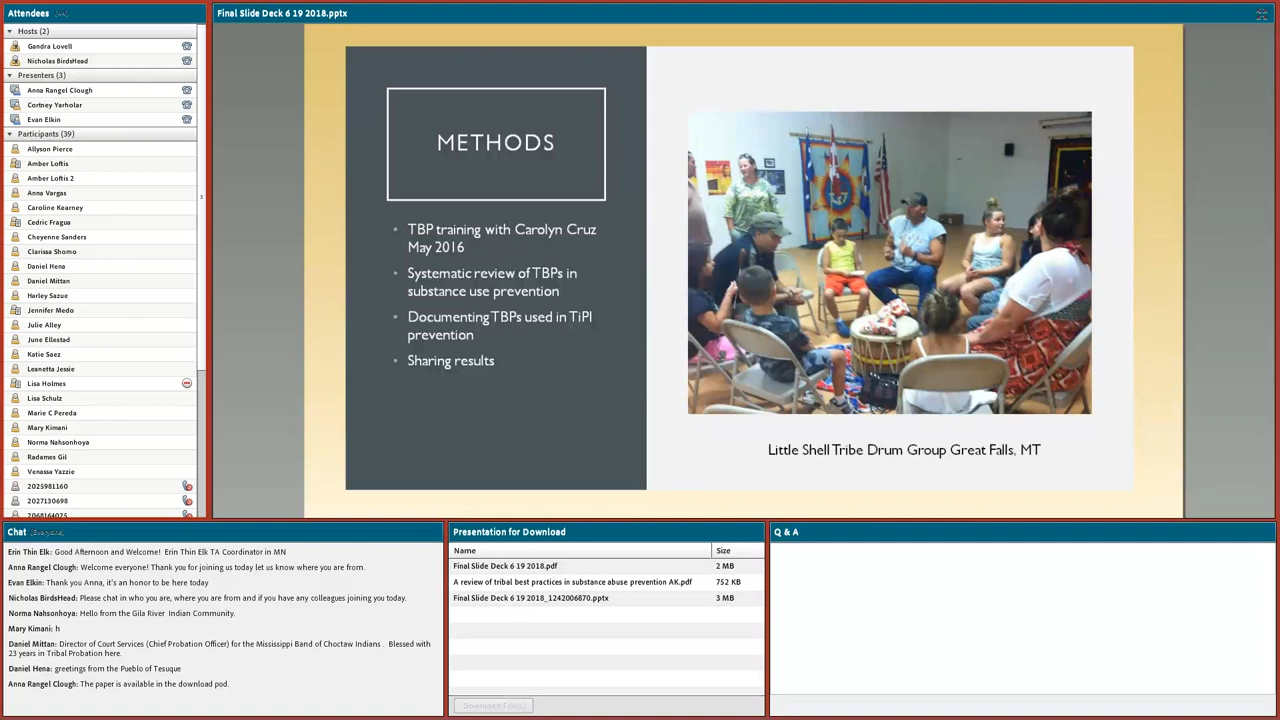 Attendees
Final Slide Deck 6 19 2018.pptx
Hosts (2)
Gandra Lovell
Nicholas BirdsHead
Presenters (3)
Anna Rangel Clough
Cortney Yarholar
Evan Elkin
Participants (39)
Allyson Pierce
Amber Loftis
Amber Loftis 2
Anna Vargas
Caroline Kearney
Cedric Fragua
Cheyenne Sanders
Clarissa Shomo
Daniel Hena
Daniel Mittan
Harley Sazue
Jennifer Medo
Julie Alley
June Ellestad
Katie Saez
Leanetta Jessie
Lisa Holmes
Lisa Schulz
Marie C Pereda
Mary Kimani
Norma Nahsonhoya
Radames Gil
Venassa Yazzie
2025981160
2027130698
2068164025
METHODS
• TBP training with Carolyn Cruz
May 2016
• Systematic review of TBPs in
substance use prevention
• Documenting TBPs used in TiPI
prevention
• Sharing results
Little Shell Tribe Drum Group Great Falls, MT
Chat (Everyone)
Erin Thin Elk: Good Afternoon and Welcome! Erin Thin Elk TA Coordinator in MN
Anna Rangel Clough: Welcome everyone! Thank you for joining us today let us know where you are from.
Evan Elkin: Thank you Anna, it's an honor to be here today
Nicholas BirdsHead: Please chat in who you are, where you are from and if you have any colleagues joining you today.
Norma Nahsonhoya: Hello from the Gila River Indian Community.
Mary Kimani: h
Daniel Mittan: Director of Court Services (Chief Probation Officer) for the Mississippi Band of Choctaw Indians . Blessed with
23 years in Tribal Probation here.
Daniel Hena: greetings from the Pueblo of Tesuque
Anna Rangel Clough: The paper is available in the download pod.
Presentation for Download
Name Size
Final Slide Deck 6 19 2018.pdf 2 MB
A review of tribal best practices in substance abuse prevention AK.pdf 752 KB
Final Slide Deck 6 19 2018_1242006870.pptx 3 MB
Download File(s)
Q & A